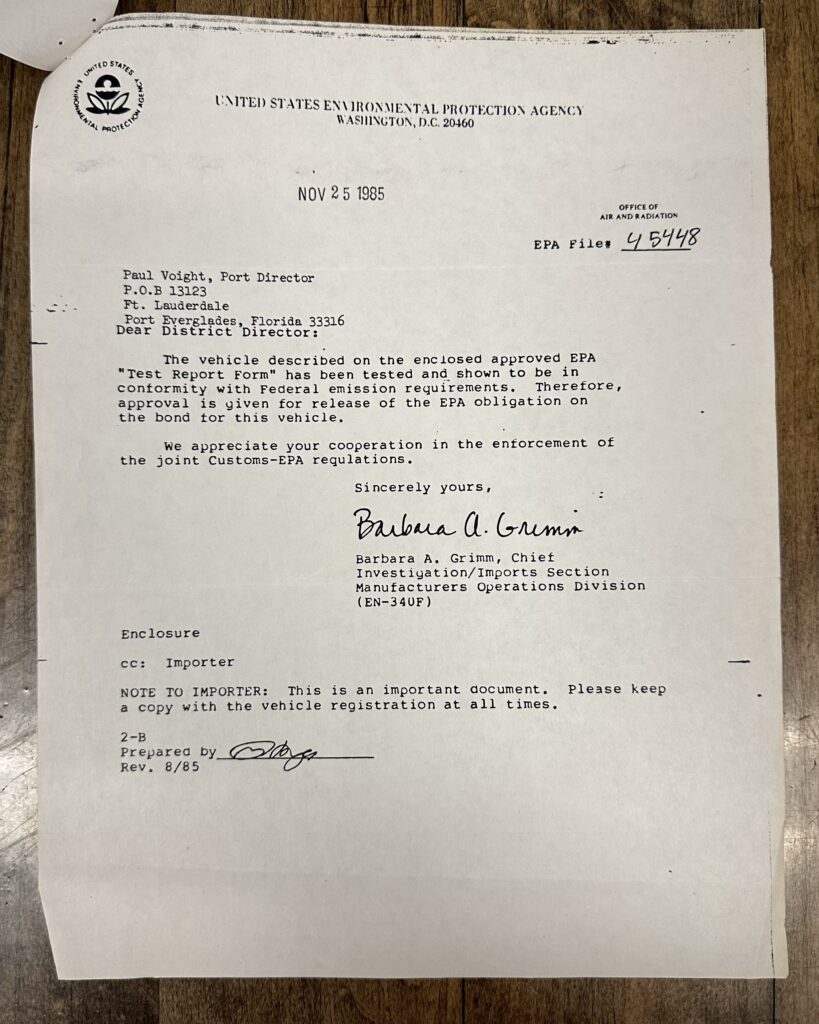 UNITED STATES ENVIRONMENTAL PROTECTION AGENCY
UNITED STATES ENVIRONMENTAL PROTECTION AGENCY
WASHINGTON, D.C. 20460
NOV 25 1985
OFFICE OF
AIR AND RADIATION
EPA File# 45448
Paul Voight, Port Director
P.O.B 13123
Ft. Lauderdale
Port Everglades, Florida 33316
Dear District Director:
The vehicle described on the enclosed approved EPA
"Test Report Form" has been tested and shown to be in
conformity with Federal emission requirements. Therefore,
approval is given for release of the EPA obligation on
the bond for this vehicle.
We appreciate your cooperation in the enforcement of
the joint Customs-EPA regulations.
Sincerely yours,
Barbara A. Grimm
Barbara A. Grimm, Chief
Investigation/Imports Section
Manufacturers Operations Division
(EN-340F)
Enclosure
cc: Importer
NOTE TO IMPORTER: This is an important document. Please keep
a copy with the vehicle registration at all times.
2-B
Prepared by
Rev. 8/85